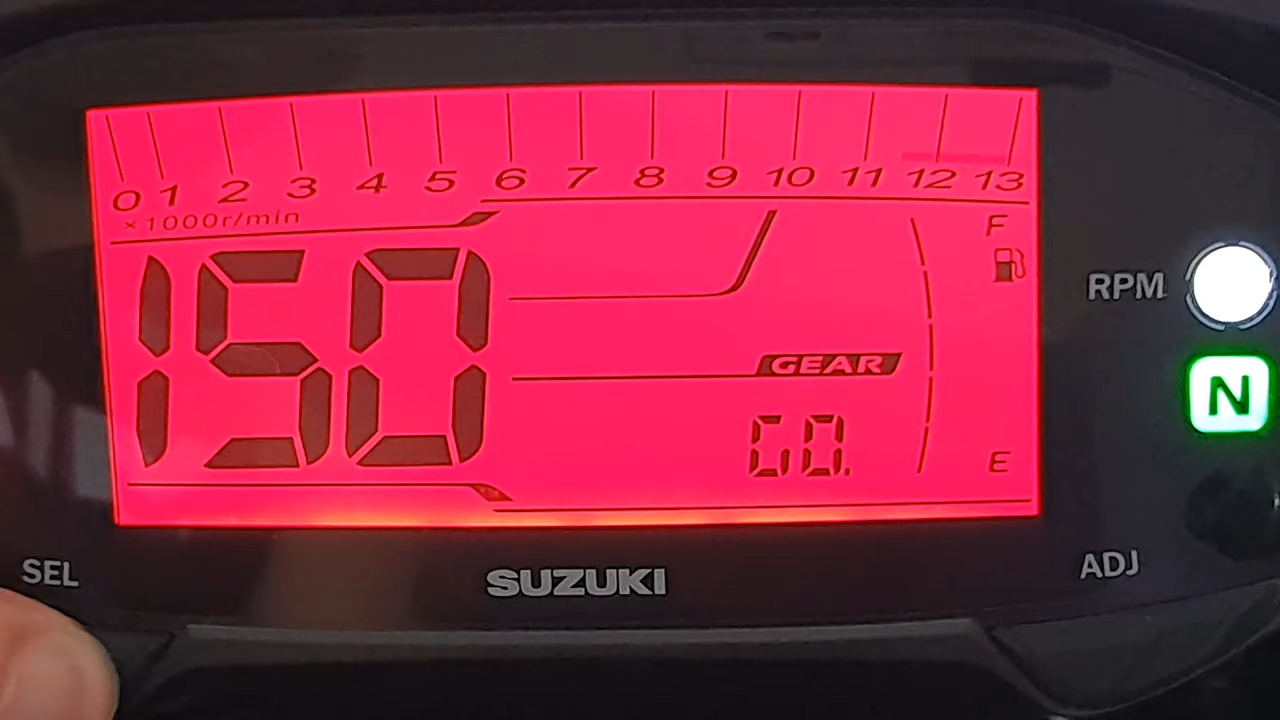 0 1 2 3 4 5 6 7 8 9 10 11 12 13
×1000r/min
F
150
RPM
GEAR
N
GO.
E
SEL
SUZUKI
ADJ